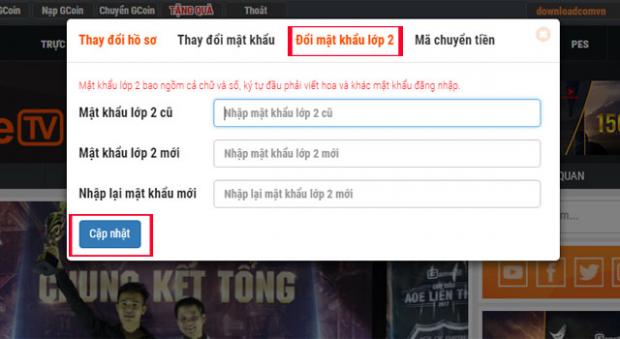 GCoin Nạp GCoin Chuyển GCoin TẶNG QUÀ Thoát downloadcomvn
TRỰC
PES
Thay đổi hồ sơ Thay đổi mật khẩu Đổi mật khẩu lớp 2 Mã chuyển tiền
Mật khẩu lớp 2 bao ngồm cả chữ và số, ký tự đầu phải viết hoa và khác mật khẩu đăng nhập.
Mật khẩu lớp 2 cũ Nhập mật khẩu lớp 2 cũ
Mật khẩu lớp 2 mới Nhập mật khẩu lớp 2 mới
Nhập lại mật khẩu mới Nhập lại mật khẩu lớp 2 mới
Cập nhật
eTV
150
QUAN
m...
CHUNG KẾT TỔNG
AOE LIÊN TH